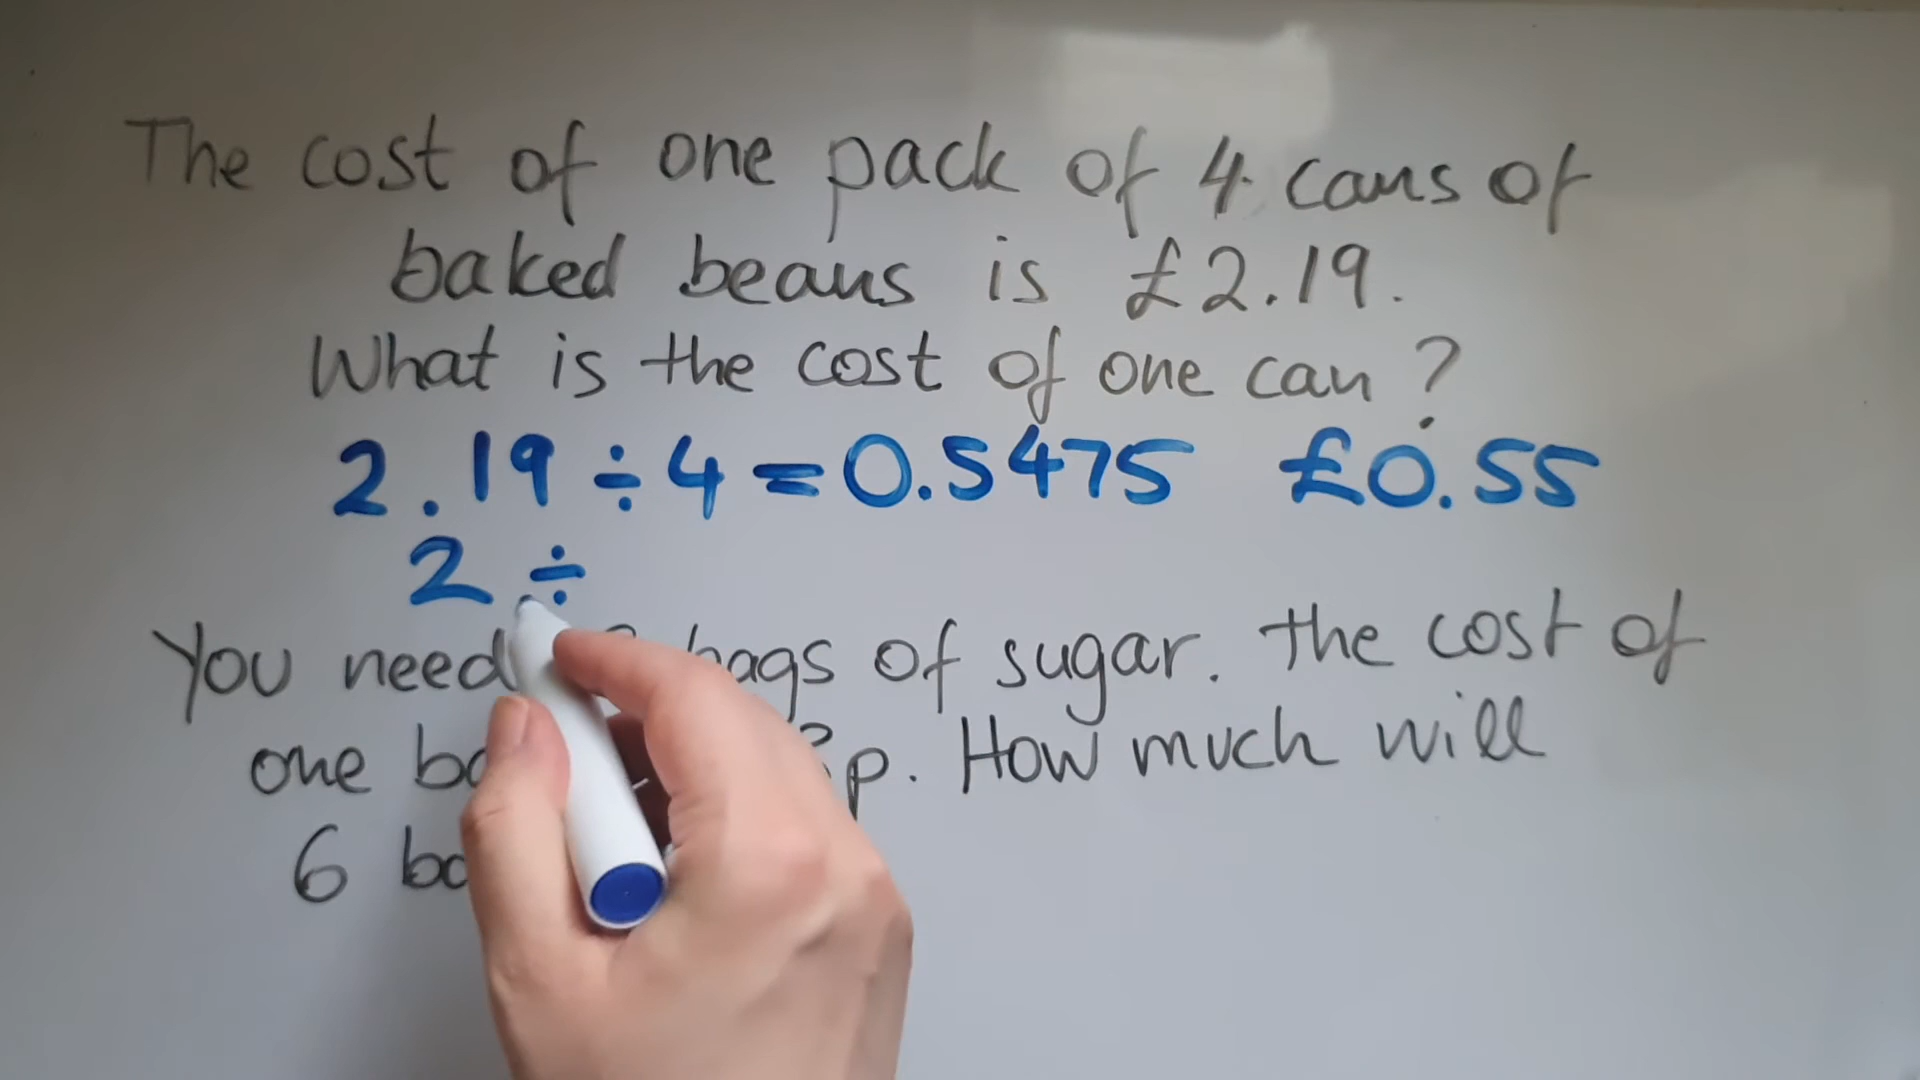 The cost of one pack of 4 cans of
baked beans is £2.19.
What is the cost of one can?
2.19 ÷ 4 = 0.5475 £0.55
2 ÷
You need bags of sugar. The cost of
one p. How much will
6